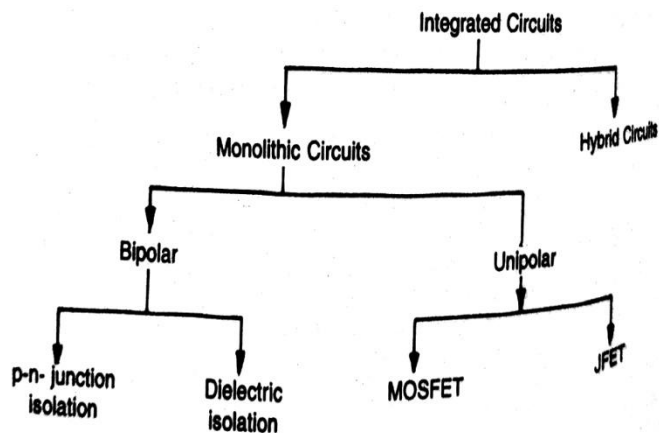 Integrated Circuits
Monolithic Circuits
Hybrid Circuits
Bipolar
Unipolar
p-n- junction
isolation
Dielectric
isolation
MOSFET
JFET